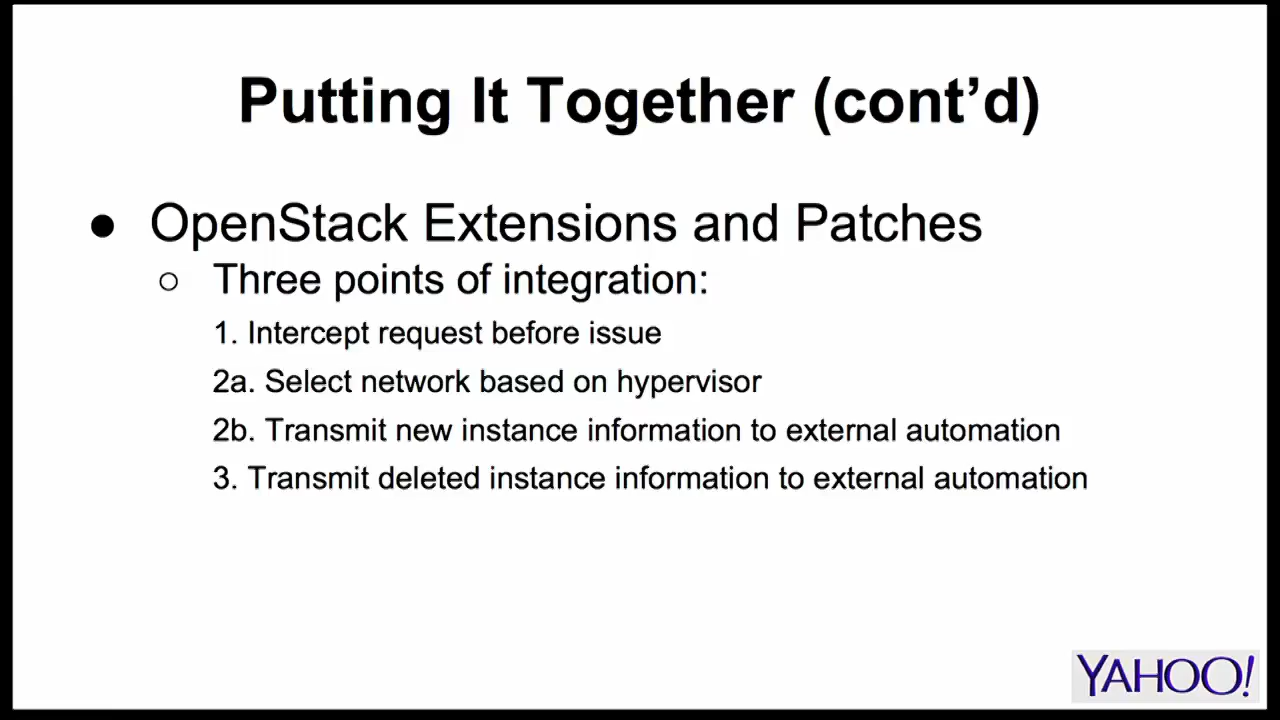 Putting It Together (cont’d)
● OpenStack Extensions and Patches
○ Three points of integration:
1. Intercept request before issue
2a. Select network based on hypervisor
2b. Transmit new instance information to external automation
3. Transmit deleted instance information to external automation
YAHOO!